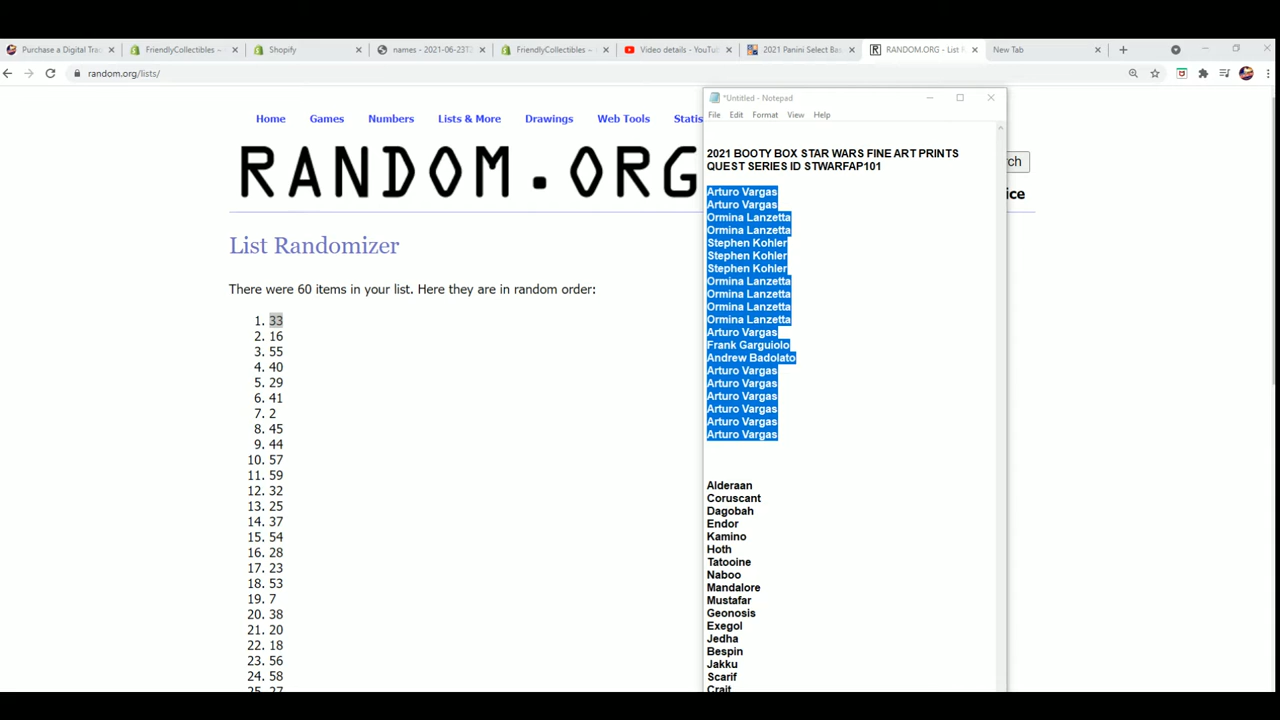 Purchase a Digital Tra
FriendlyCollectibles ~
Shopify
names - 2021-06-23T
FriendlyCollectibles ~
Video details - YouTu
2021 Panini Select Ba
RANDOM.ORG - List
New Tab
random.org/lists/
*Untitled - Notepad
File Edit Format View Help
Home Games Numbers Lists & More Drawings Web Tools Statis
RANDOM.ORG
rch
ice
List Randomizer
There were 60 items in your list. Here they are in random order:
1. 33
2. 16
3. 55
4. 40
5. 29
6. 41
7. 2
8. 45
9. 44
10. 57
11. 59
12. 32
13. 25
14. 37
15. 54
16. 28
17. 23
18. 53
19. 7
20. 38
21. 20
22. 18
23. 56
24. 58
25. 27
2021 BOOTY BOX STAR WARS FINE ART PRINTS
QUEST SERIES ID STWARFAP101
Arturo Vargas
Arturo Vargas
Ormina Lanzetta
Ormina Lanzetta
Stephen Kohler
Stephen Kohler
Stephen Kohler
Ormina Lanzetta
Ormina Lanzetta
Ormina Lanzetta
Ormina Lanzetta
Arturo Vargas
Frank Garguiolo
Andrew Badolato
Arturo Vargas
Arturo Vargas
Arturo Vargas
Arturo Vargas
Arturo Vargas
Arturo Vargas
Alderaan
Coruscant
Dagobah
Endor
Kamino
Hoth
Tatooine
Naboo
Mandalore
Mustafar
Geonosis
Exegol
Jedha
Bespin
Jakku
Scarif
Crait